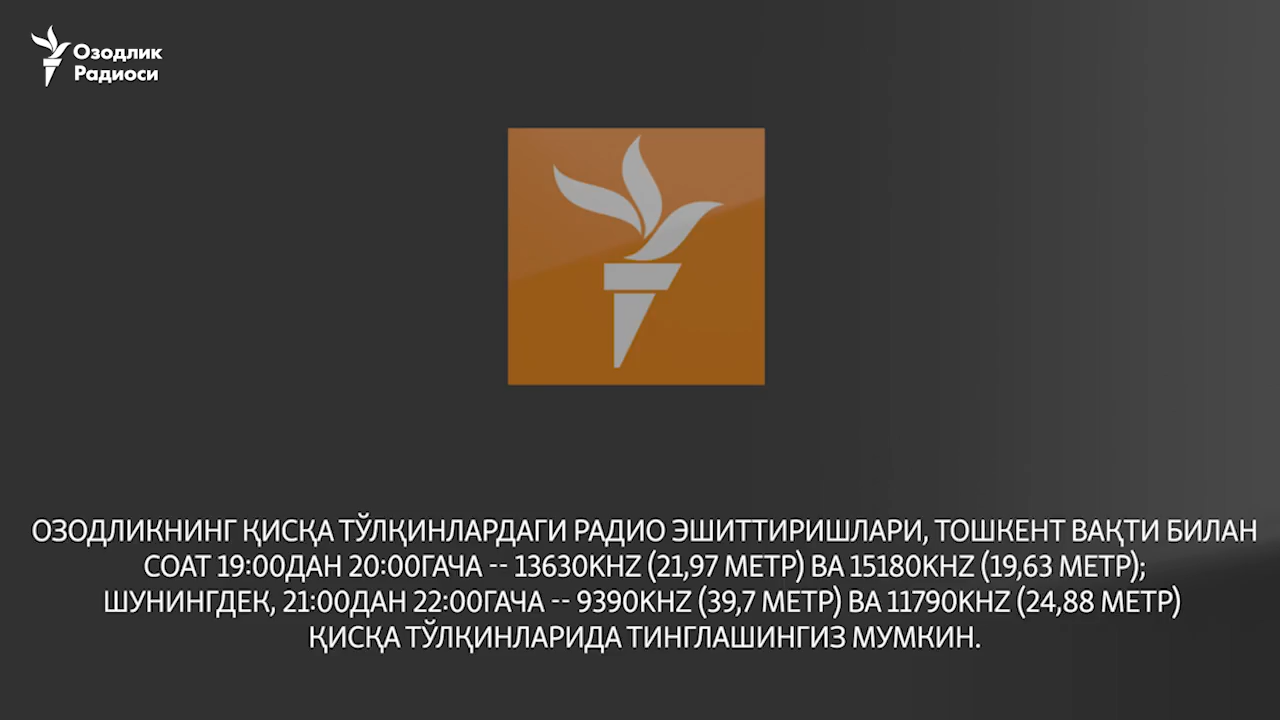 Озодлик
Радиоси
ОЗОДЛИКНИНГ ҚИСҚА ТЎЛҚИНЛАРДАГИ РАДИО ЭШИТТИРИШЛАРИ, ТОШКЕНТ ВАҚТИ БИЛАН
СОАТ 19:00ДАН 20:00ГАЧА -- 13630KHZ (21,97 МЕТР) ВА 15180KHZ (19,63 МЕТР);
ШУНИНГДЕК, 21:00ДАН 22:00ГАЧА -- 9390KHZ (39,7 МЕТР) ВА 11790KHZ (24,88 МЕТР)
ҚИСҚА ТЎЛҚИНЛАРИДА ТИНГЛАШИНГИЗ МУМКИН.